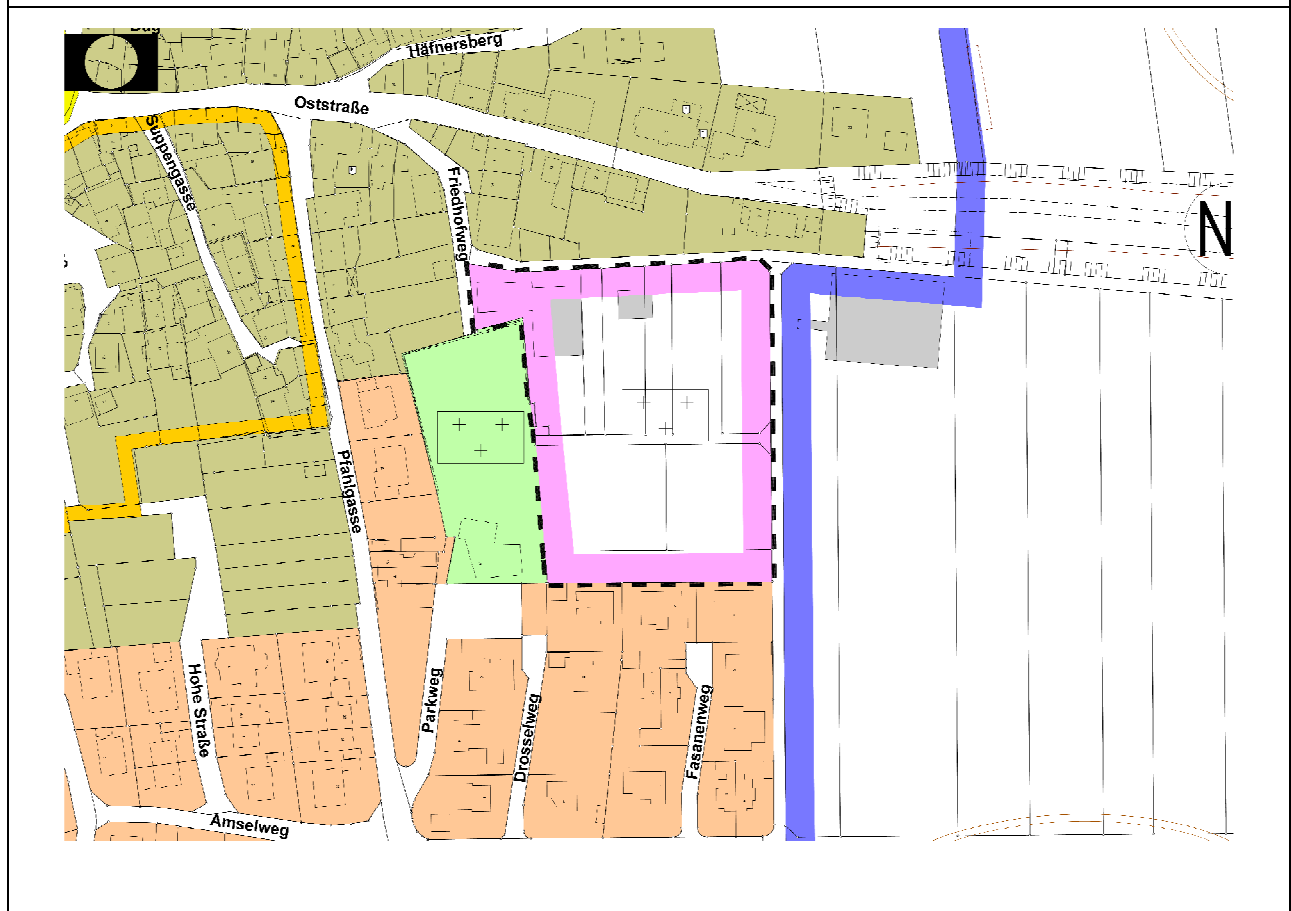 Häfnersberg
Oststraße
Suppengasse
Friedhofweg
N
Pfahlgasse
Hohe Straße
Parkweg
Drosselweg
Fasanenweg
Amselweg